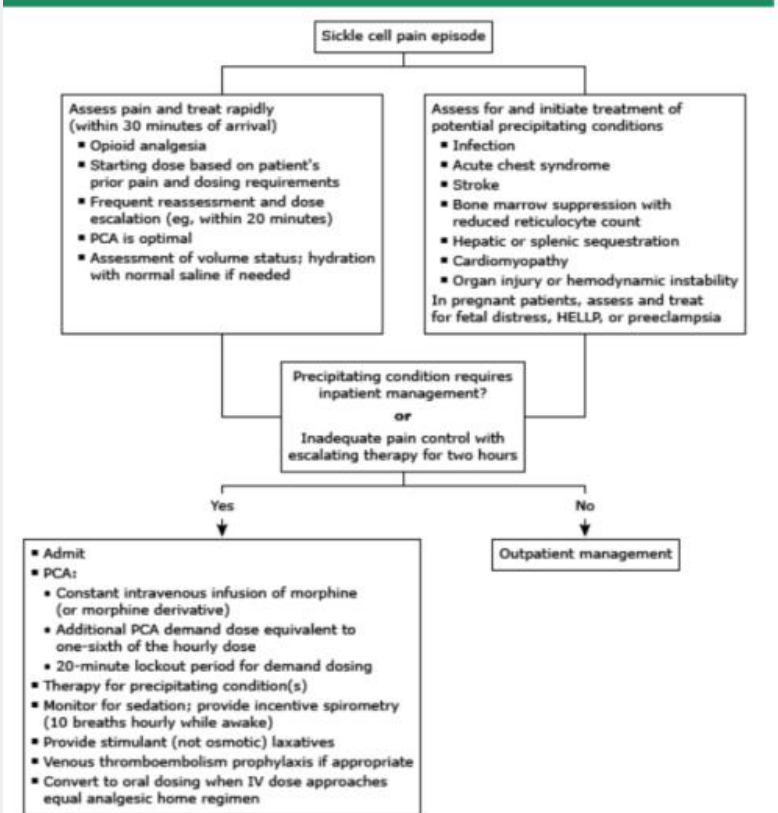 Sickle cell pain episode
Assess pain and treat rapidly
(within 30 minutes of arrival)
▪ Opioid analgesia
▪ Starting dose based on patient's
prior pain and dosing requirements
▪ Frequent reassessment and dose
escalation (eg, within 20 minutes)
▪ PCA is optimal
▪ Assessment of volume status; hydration
with normal saline if needed
Assess for and initiate treatment of
potential precipitating conditions
▪ Infection
▪ Acute chest syndrome
▪ Stroke
▪ Bone marrow suppression with
reduced reticulocyte count
▪ Hepatic or splenic sequestration
▪ Cardiomyopathy
▪ Organ injury or hemodynamic instability
In pregnant patients, assess and treat
for fetal distress, HELLP, or preeclampsia
Precipitating condition requires
inpatient management?
or
Inadequate pain control with
escalating therapy for two hours
Yes
No
▪ Admit
▪ PCA:
• Constant intravenous infusion of morphine
(or morphine derivative)
• Additional PCA demand dose equivalent to
one-sixth of the hourly dose
• 20-minute lockout period for demand dosing
▪ Therapy for precipitating condition(s)
▪ Monitor for sedation; provide incentive spirometry
(10 breaths hourly while awake)
▪ Provide stimulant (not osmotic) laxatives
▪ Venous thromboembolism prophylaxis if appropriate
▪ Convert to oral dosing when IV dose approaches
equal analgesic home regimen
Outpatient management